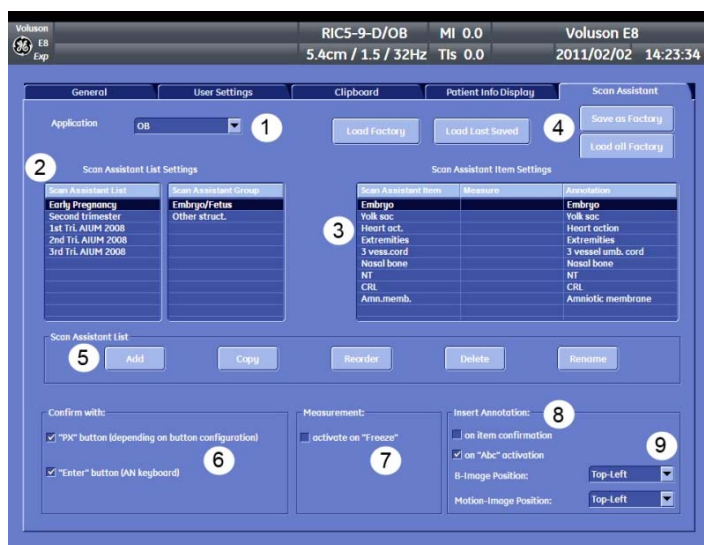 Voluson
E8
Exp
RIC5-9-D/OB MI 0.0 Voluson E8
5.4cm / 1.5 / 32Hz TIs 0.0 2011/02/02 14:23:34
General User Settings Clipboard Patient Info Display Scan Assistant
Application OB 1 Load Factory Load Last Saved 4 Save as Factory
Load all Factory
2 Scan Assistant List Settings Scan Assistant Item Settings
Scan Assistant List Scan Assistant Group Scan Assistant Item Measure Annotation
Early Pregnancy Embryo/Fetus Embryo Embryo
Second trimester Other struct. Yolk sac Yolk sac
1st Tri. AIUM 2008 3 Heart act. Heart action
2nd Tri. AIUM 2008 Extremities Extremities
3rd Tri. AIUM 2008 3 vess.cord 3 vessel umb. cord
Nasal bone Nasal bone
NT NT
CRL CRL
Amn.memb. Amniotic membrane
Scan Assistant List
5 Add Copy Reorder Delete Rename
Confirm with: Measurement: Insert Annotation: 8
"PX" button (depending on button configuration) activate on "Freeze" on item confirmation
6 7 on "Abc" activation 9
"Enter" button (AN keyboard) B-Image Position: Top-Left
Motion-Image Position: Top-Left